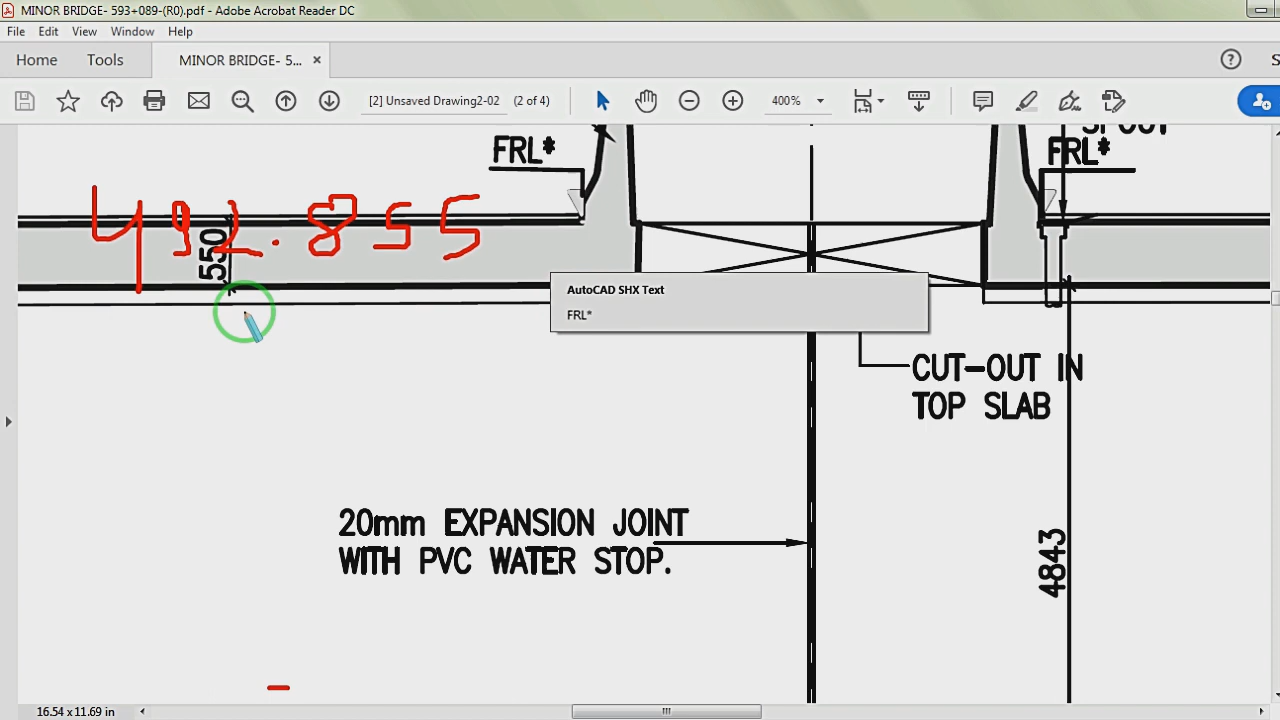 MINOR BRIDGE- 593+089-(R0).pdf - Adobe Acrobat Reader DC
File Edit View Window Help
Home Tools MINOR BRIDGE- 5... ×
[2] Unsaved Drawing2-02 (2 of 4) 400%
SPOUT
FRL*
FRL*
492.855
550
AutoCAD SHX Text
FRL*
CUT-OUT IN
TOP SLAB
20mm EXPANSION JOINT
WITH PVC WATER STOP.
4843
16.54 x 11.69 in